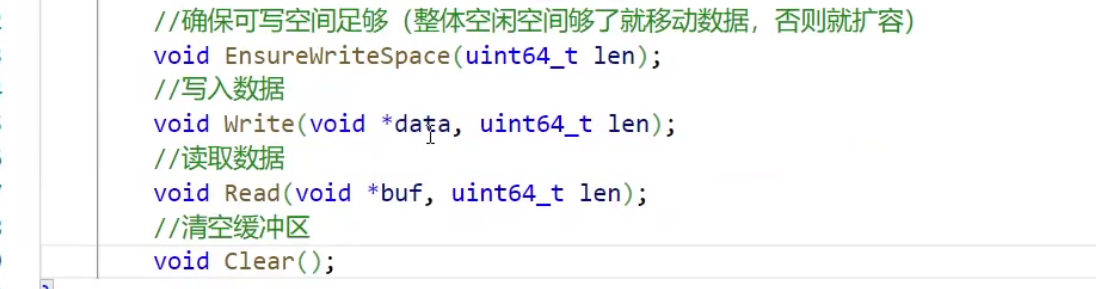 //确保可写空间足够（整体空闲空间够了就移动数据，否则就扩容）
void EnsureWriteSpace(uint64_t len);
//写入数据
void Write(void *data, uint64_t len);
//读取数据
void Read(void *buf, uint64_t len);
//清空缓冲区
void Clear();